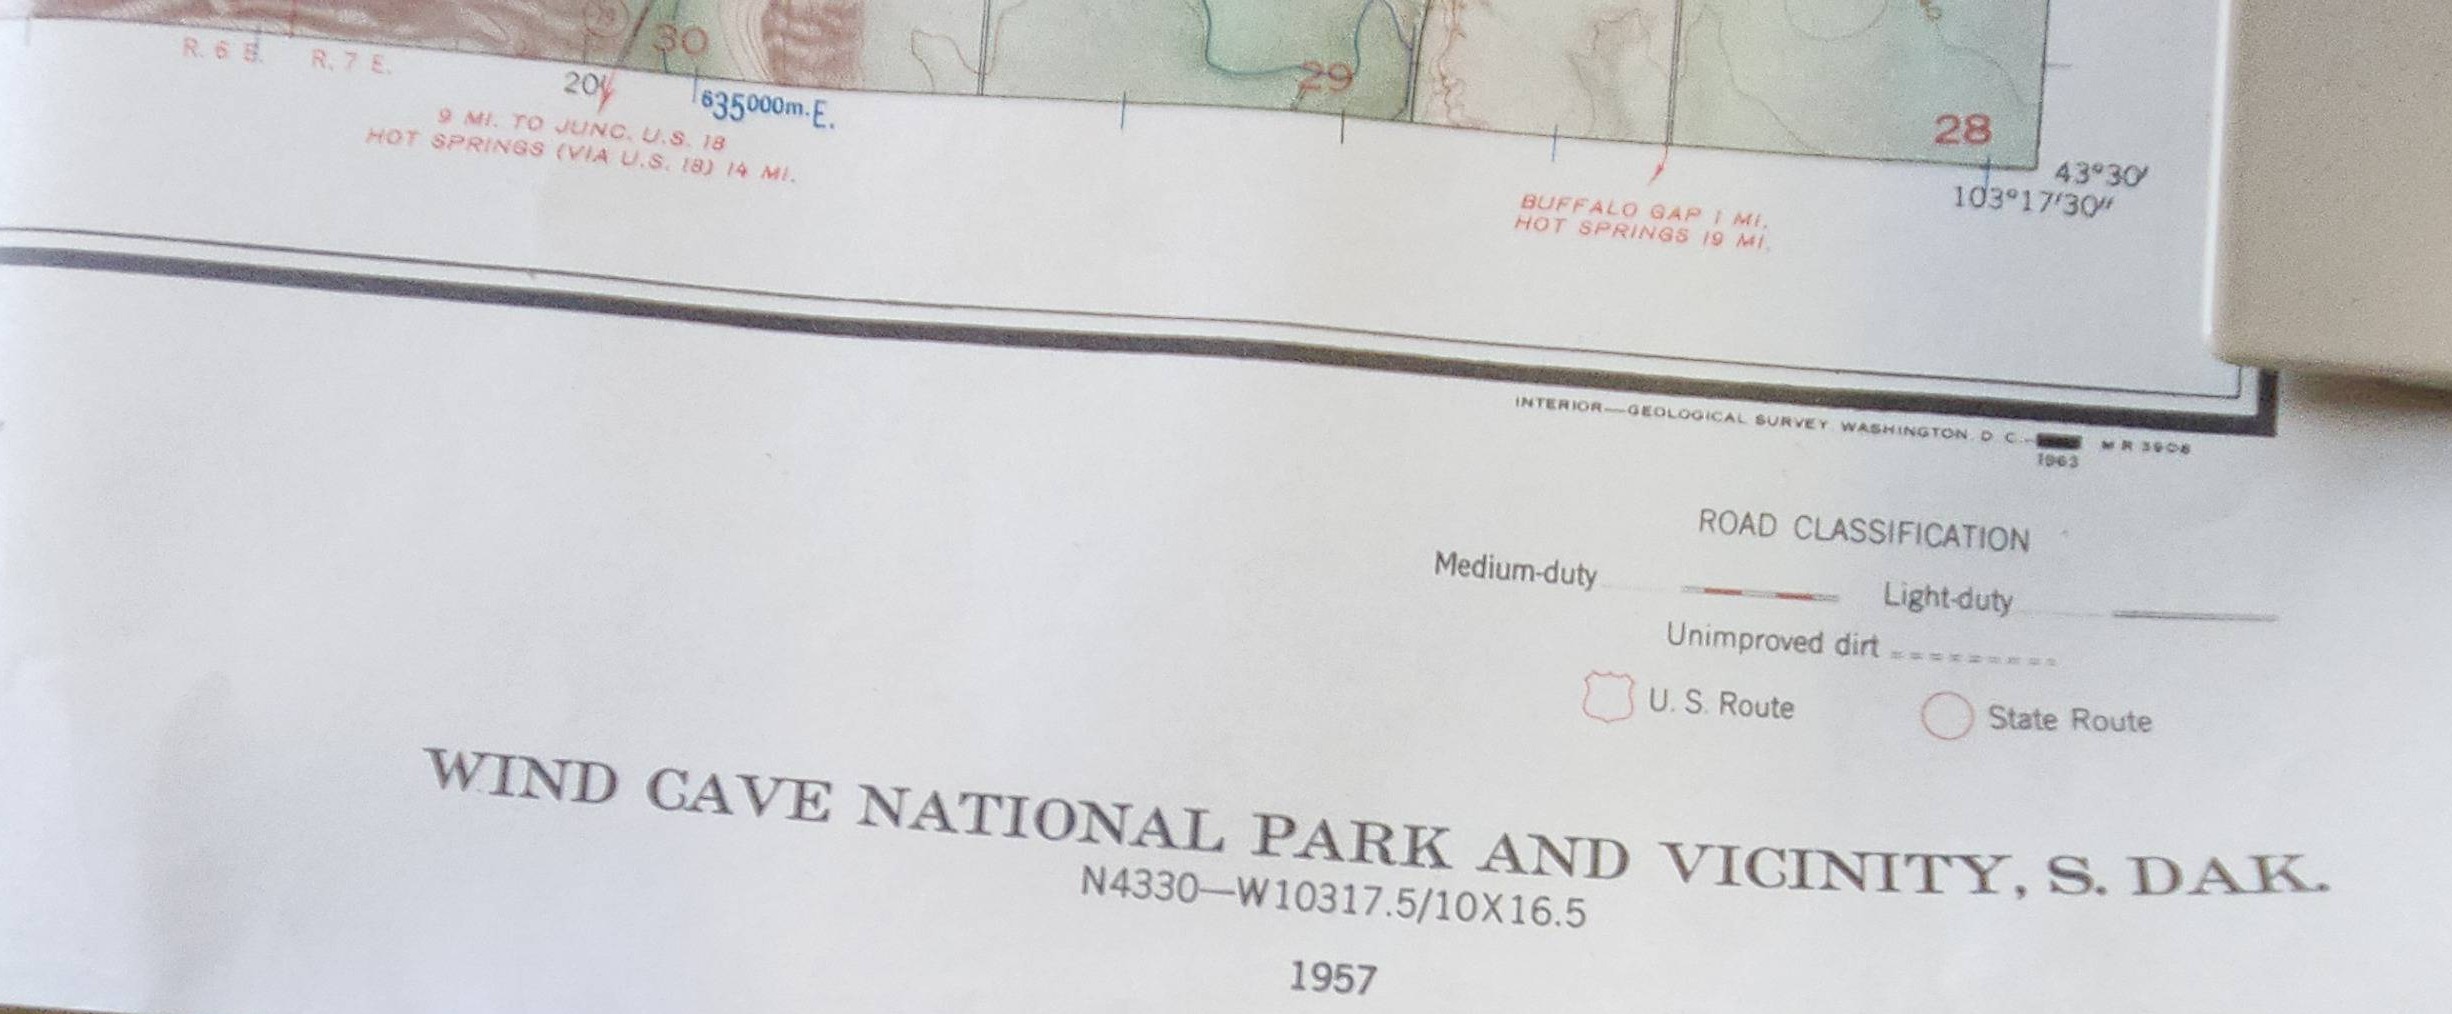 30
29
28
R. 6 E. R. 7 E.
20'
635000m. E.
9 MI. TO JUNC. U.S. 18
HOT SPRINGS (VIA U.S. 18) 14 MI.
43°30'
103°17'30"
BUFFALO GAP 1 MI.
HOT SPRINGS 19 MI.
INTERIOR—GEOLOGICAL SURVEY WASHINGTON D C MR 3908
1963
ROAD CLASSIFICATION
Medium-duty Light-duty
Unimproved dirt
U. S. Route State Route
WIND CAVE NATIONAL PARK AND VICINITY, S. DAK.
N4330—W10317.5/10X16.5
1957